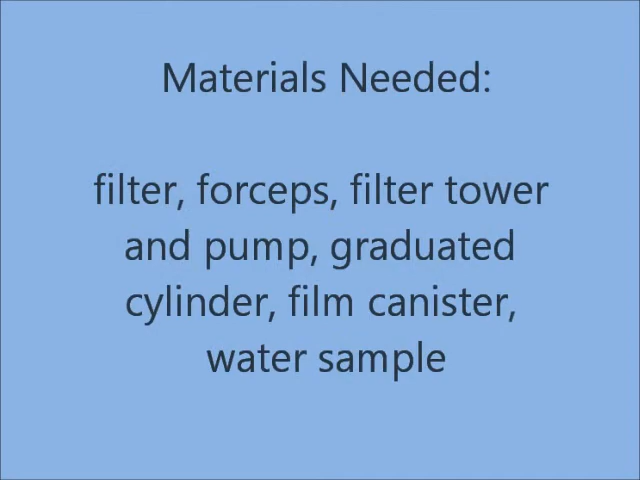 Materials Needed:
filter, forceps, filter tower
and pump, graduated
cylinder, film canister,
water sample